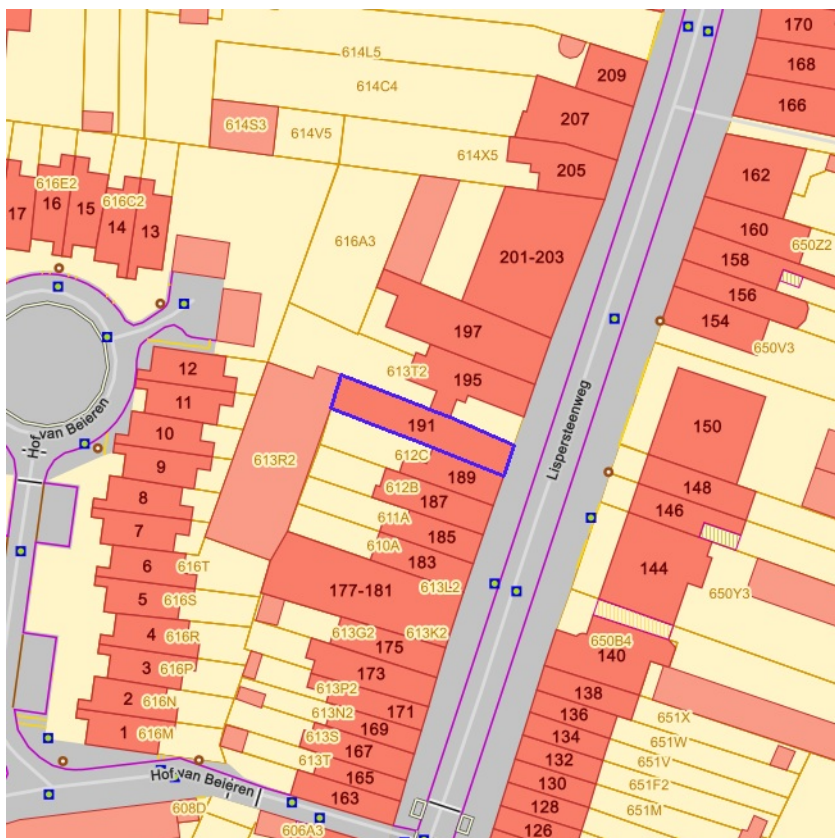 170
614L5
168
209
614C4
166
207
614S3
614V5
614X5
205
162
616E2
17
16
15
616C2
14
13
160
616A3
650Z2
201-203
158
156
154
197
650V3
12
613T2
195
11
Hof van Beieren
10
191
150
Lispersteenweg
9
612C
613R2
189
8
612B
187
148
146
7
611A
185
610A
183
6
616T
144
177-181
613L2
5
616S
650Y3
4
616R
613G2
613K2
650B4
175
140
3
616P
173
613P2
138
2
616N
171
136
651X
613N2
169
1
616M
613S
134
651W
167
132
651V
613T
Hof van Beieren
165
130
651F2
163
128
608D
651M
606A3
126